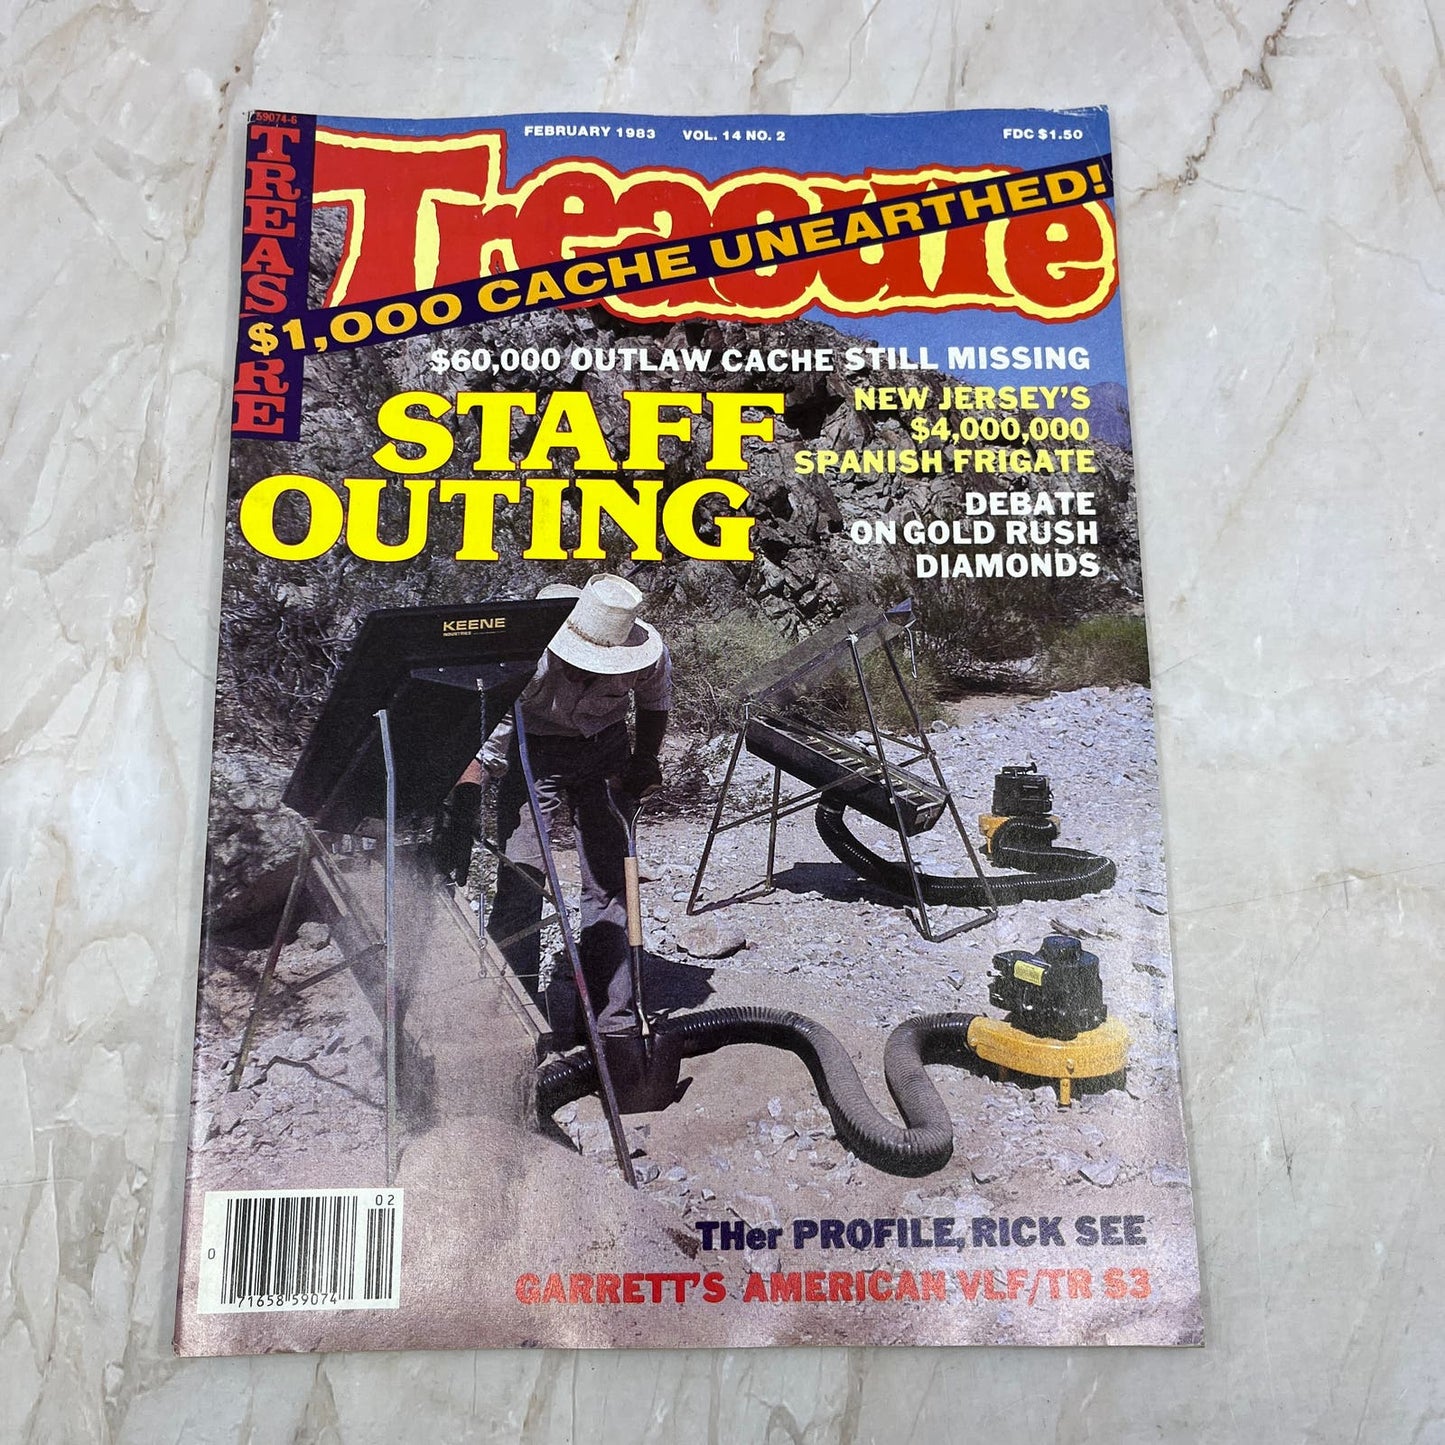 59074-6
TREASURE
FEBRUARY 1983 VOL. 14 NO. 2 FDC $1.50
Treasure
$1,000 CACHE UNEARTHED!
$60,000 OUTLAW CACHE STILL MISSING
STAFF
OUTING
NEW JERSEY'S
$4,000,000
SPANISH FRIGATE
DEBATE
ON GOLD RUSH
DIAMONDS
KEENE
INDUSTRIES
THer PROFILE, RICK SEE
GARRETT'S AMERICAN VLF/TR S3
02
0 71658 59074